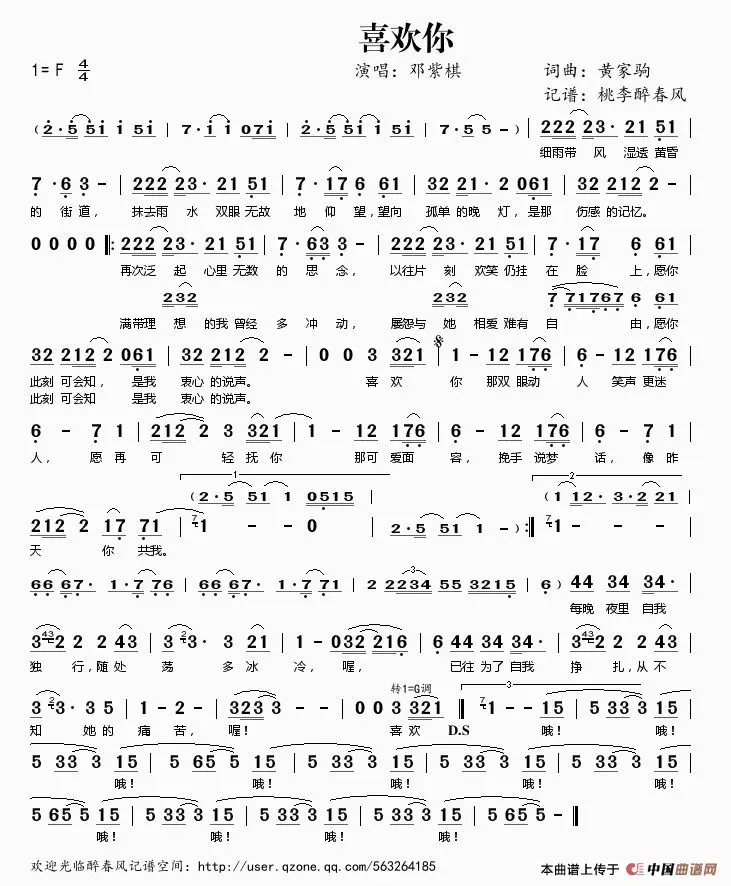 喜欢你
1= F 4/4 演唱：邓紫棋 词曲：黄家驹
记谱：桃李醉春风
(2·5 51 1 51 | 7·1 1 071 | 2·5 51 1 51 | 7·5 5 -) | 222 23· 21 51 |
细雨带 风 湿透 黄昏
7 ·63 - | 222 23· 21 51 | 7· 176 61 | 32 21·2 061 | 32 212 2 - |
的 街道， 抹去雨 水 双眼 无故 地 仰 望，望向 孤单 的晚 灯，是那 伤感 的记忆。
0 0 0 0 ‖: 222 23· 21 51 | 7· 63 3 - | 222 23· 21 51 | 7· 17 6 61 |
再次泛 起 心里 无数 的 思 念， 以往片 刻 欢笑 仍挂 在 脸 上，愿你
232 232 7 71767 6 61
满带理 想 的我 曾经 多 冲 动， 屡怨与 她 相爱 难有 自 由，愿你
32 212 2 061 | 32 212 2 - | 0 0 3 321 | 1 - 12 176 | 6 - 12 176 |
此刻 可会知， 是我 衷心 的说声。 喜 欢 你 那双 眼动 人 笑声 更迷
此刻 可会知 是我 衷心 的说声。
6 - 7 1 | 212 2 3 321 | 1 - 12 176 | 6 - 12 176 | 6 - 7 1 |
人， 愿 再 可 轻 抚 你 那可 爱面 容，挽手 说梦 话，像 昨
1 (2·5 51 1 0515 | 2 (1 12· 3·2 21
212 2 17 71 | 1 - - 0 | 2·5 51 1 -) :‖ 1 - - -
天 你 共我。
66 67· 1·7 76 | 66 67· 1·7 71 | 2 2234 55 3215 | 6) 44 34 34· |
每晚 夜里 自我
3 2 2 2 43 | 3 3· 3 21 | 1 - 032 216 | 6 44 34 34· | 3 2 2 2 43 |
独 行，随处 荡 多 冰 冷，喔， 已往 为了 自我 挣 扎，从不
转1=G调
3 3· 3 5 | 1 - 2 - | 323 3 - - | 0 0 3 321 ‖ 1 - - 15 | 5 33 3 15 |
知 她 的 痛 苦， 喔！ 喜 欢 D.S 哦！ 哦！
5 33 3 15 | 5 65 5 15 | 5 33 3 15 | 5 33 3 15 | 5 33 3 15 |
哦！ 哦！ 哦！ 哦！ 哦！
5 65 5 15 | 5 33 3 15 | 5 33 3 15 | 5 33 3 15 | 5 65 5 - ‖
哦！ 哦！ 哦！ 哦！
欢迎光临醉春风记谱空间：http://user.qzone.qq.com/563264185
本曲谱上传于 中国曲谱网